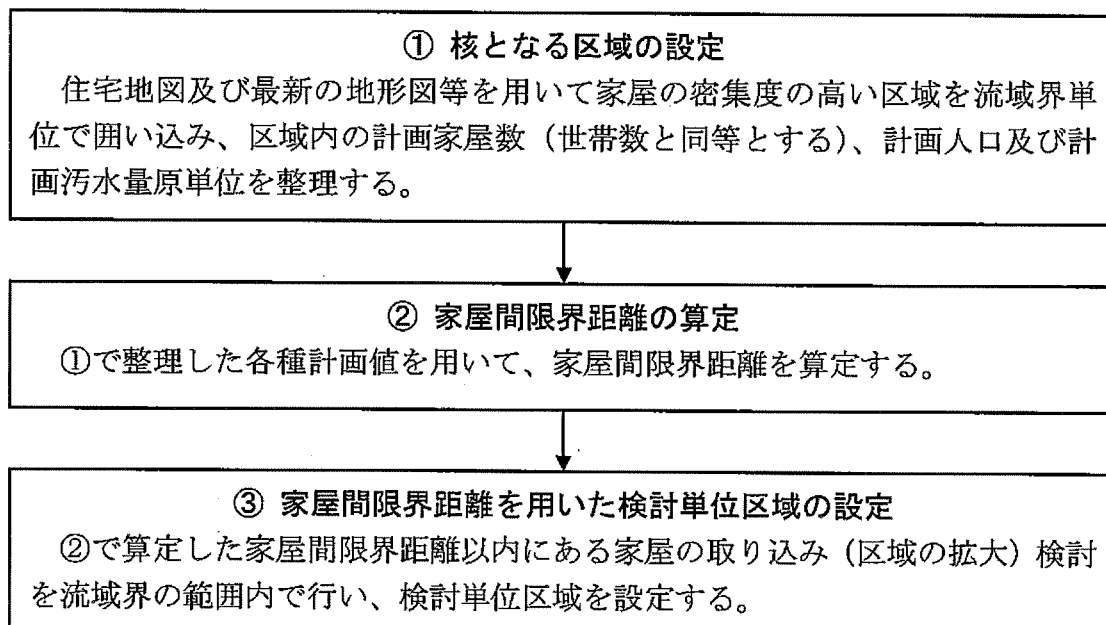 ① 核となる区域の設定
住宅地図及び最新の地形図等を用いて家屋の密集度の高い区域を流域界単
位で囲い込み、区域内の計画家屋数（世帯数と同等とする）、計画人口及び計
画汚水量原単位を整理する。
② 家屋間限界距離の算定
①で整理した各種計画値を用いて、家屋間限界距離を算定する。
③ 家屋間限界距離を用いた検討単位区域の設定
②で算定した家屋間限界距離以内にある家屋の取り込み（区域の拡大）検討
を流域界の範囲内で行い、検討単位区域を設定する。